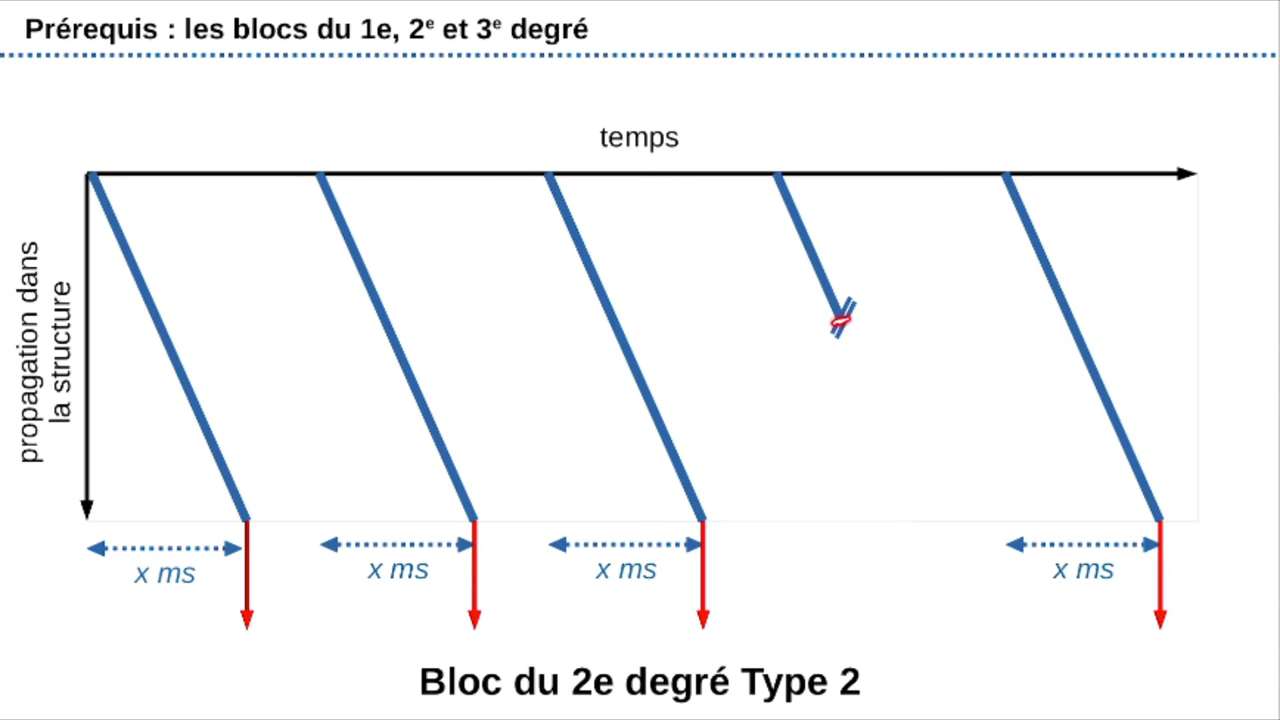 Prérequis : les blocs du 1e, 2e et 3e degré
temps
propagation dans
la structure
x ms
x ms
x ms
x ms
Bloc du 2e degré Type 2